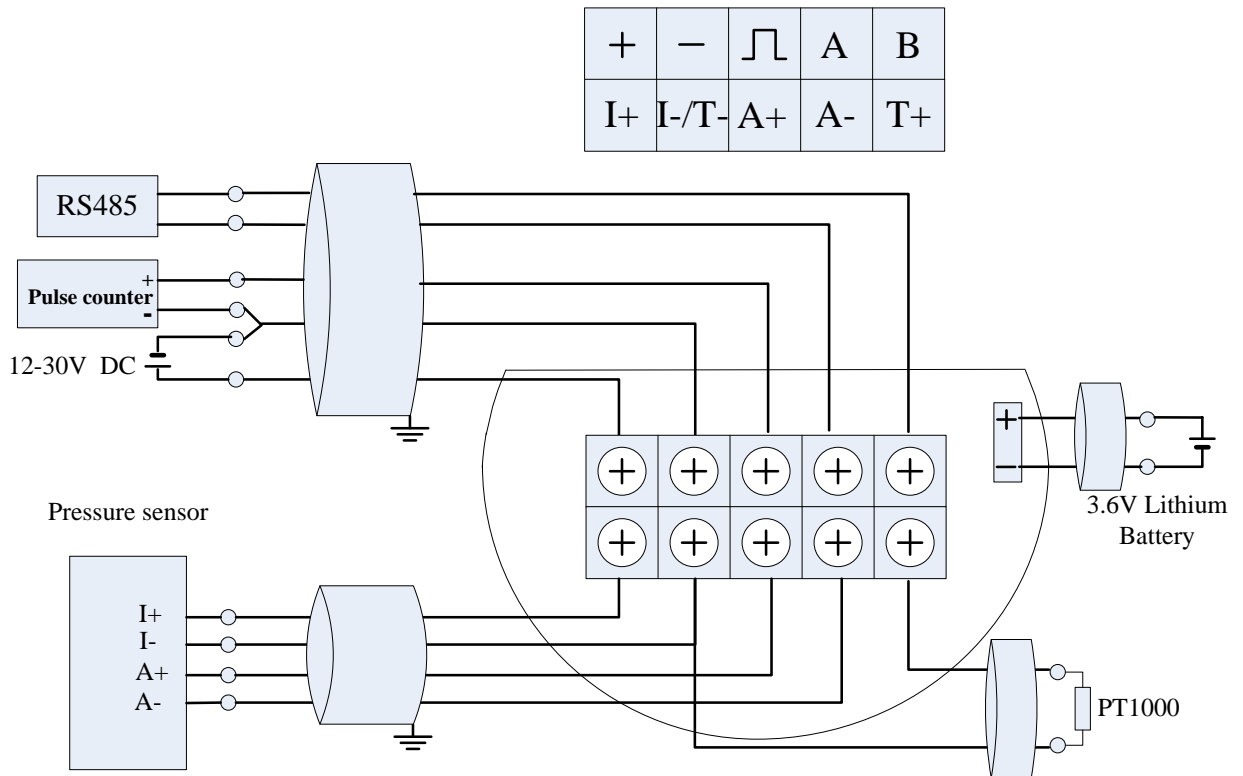 + − ⎍ A B
I+ I-/T- A+ A- T+
RS485
+
Pulse counter
-
12-30V DC
+
−
3.6V Lithium
Battery
Pressure sensor
I+
I-
A+
A-
PT1000